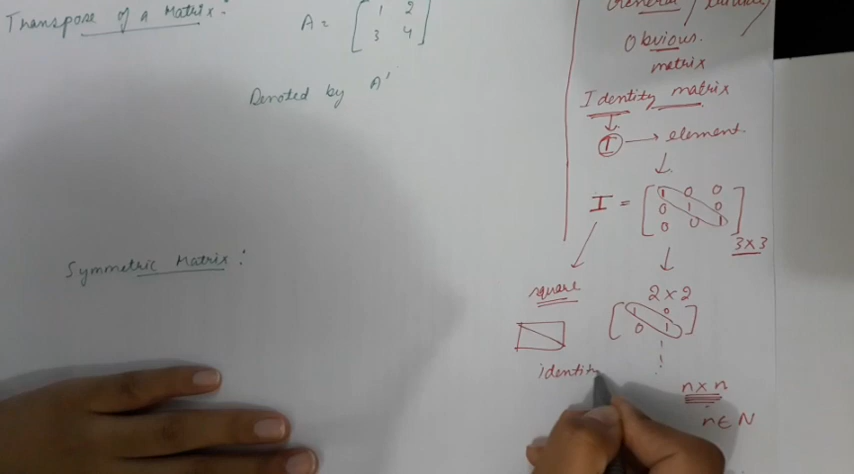 Transpose of a Matrix:
A = [ 1 2
3 4 ]
Denoted by A'
Symmetric Matrix:
General /
Obvious.
matrix
Identity matrix
I → element
I = [ 1 0 0
0 1 0
0 0 1 ]
3×3
square
2×2
[ 1 0
0 1 ]
identity
n×n
n∈N